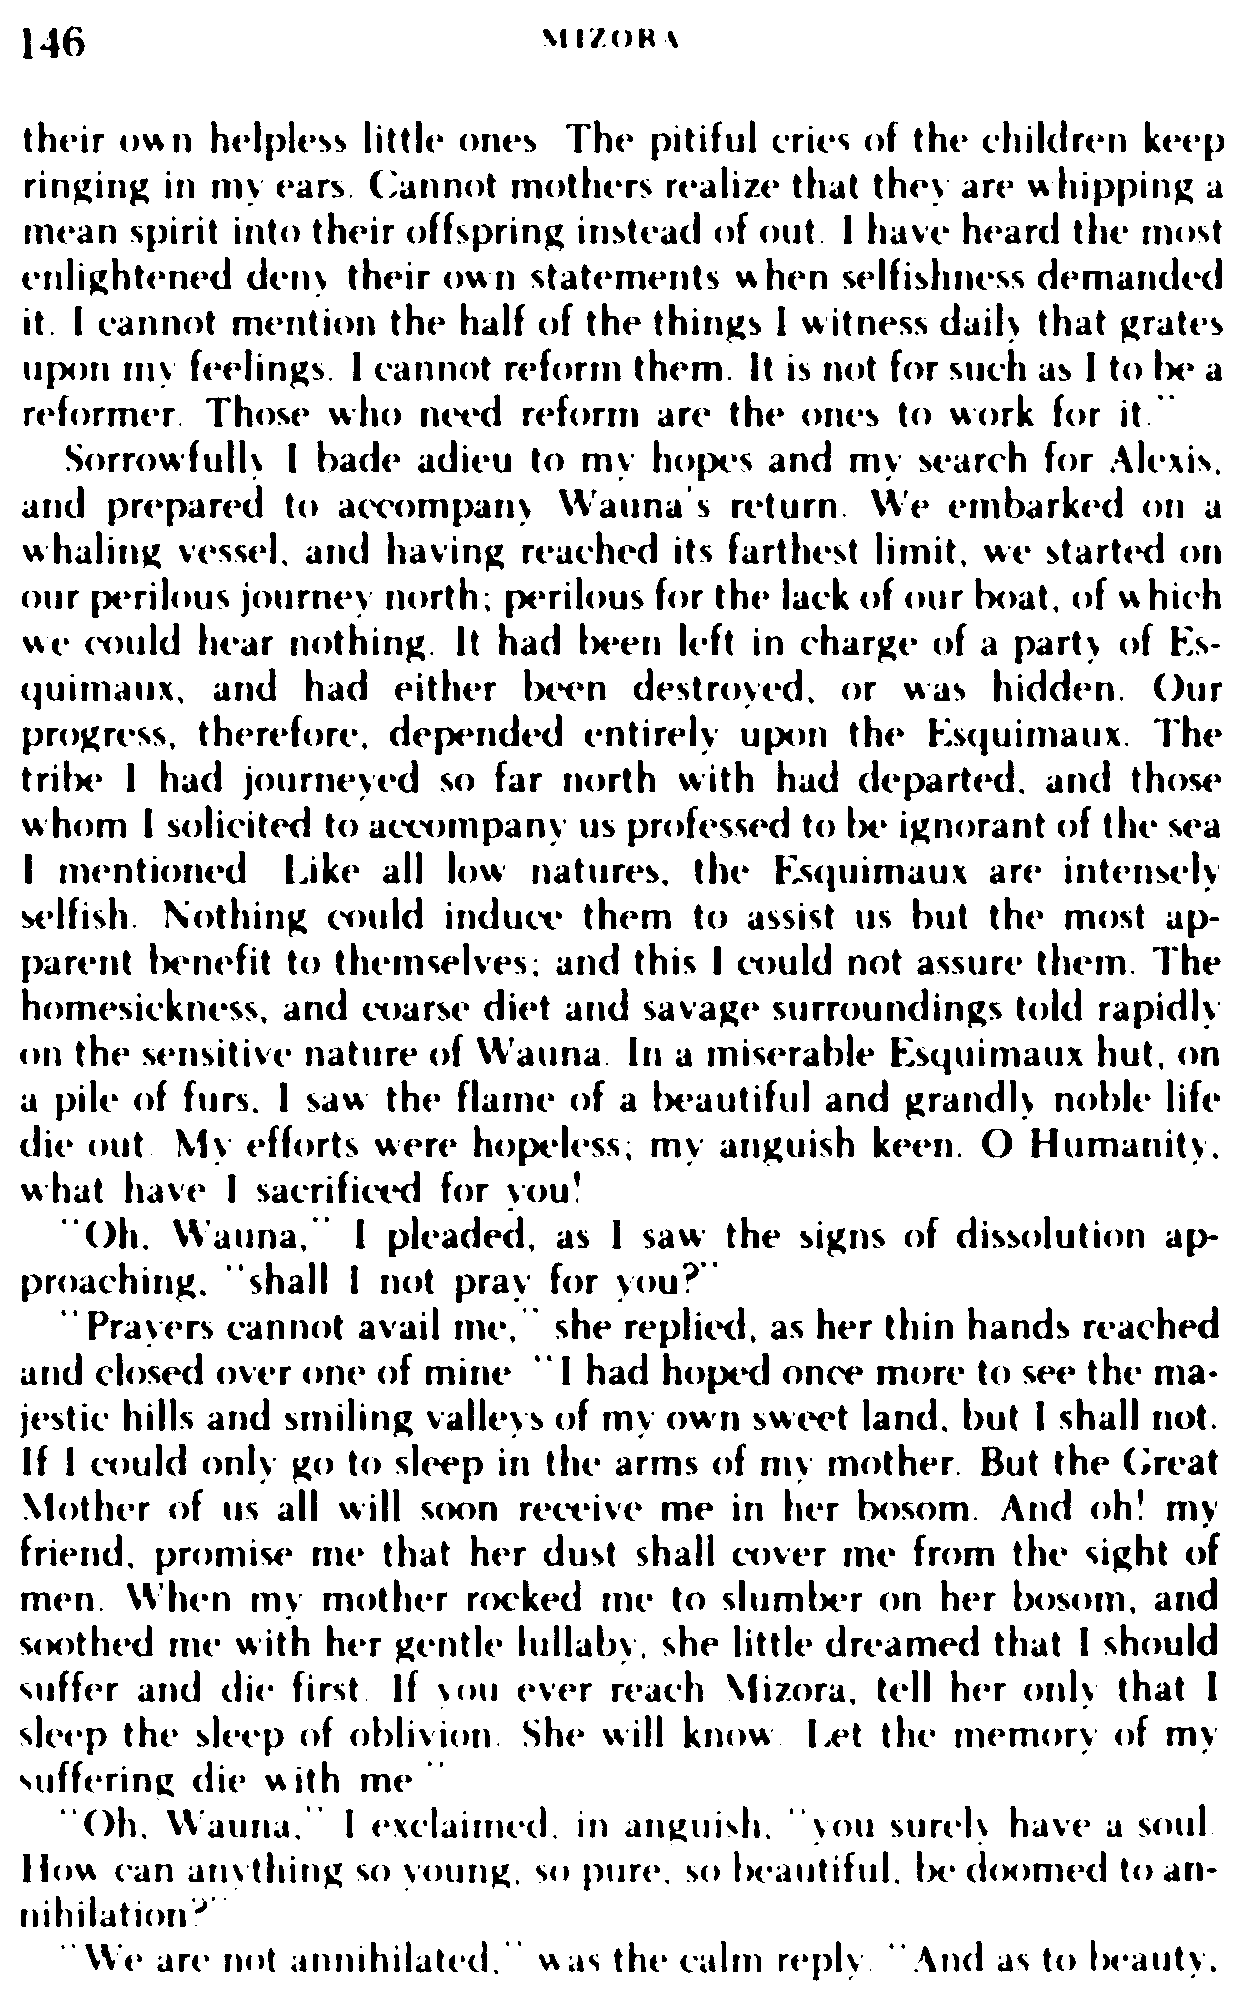 146 MIZORA
their own helpless little ones The pitiful cries of the children keep
ringing in my ears. Cannot mothers realize that they are whipping a
mean spirit into their offspring instead of out. I have heard the most
enlightened deny their own statements when selfishness demanded
it. I cannot mention the half of the things I witness daily that grates
upon my feelings. I cannot reform them. It is not for such as I to be a
reformer. Those who need reform are the ones to work for it."
Sorrowfully I bade adieu to my hopes and my search for Alexis,
and prepared to accompany Wauna's return. We embarked on a
whaling vessel, and having reached its farthest limit, we started on
our perilous journey north; perilous for the lack of our boat, of which
we could hear nothing. It had been left in charge of a party of Es-
quimaux, and had either been destroyed, or was hidden. Our
progress, therefore, depended entirely upon the Esquimaux. The
tribe I had journeyed so far north with had departed, and those
whom I solicited to accompany us professed to be ignorant of the sea
I mentioned Like all low natures, the Esquimaux are intensely
selfish. Nothing could induce them to assist us but the most ap-
parent benefit to themselves; and this I could not assure them. The
homesickness, and coarse diet and savage surroundings told rapidly
on the sensitive nature of Wauna. In a miserable Esquimaux hut, on
a pile of furs, I saw the flame of a beautiful and grandly noble life
die out. My efforts were hopeless; my anguish keen. O Humanity,
what have I sacrificed for you!
"Oh, Wauna," I pleaded, as I saw the signs of dissolution ap-
proaching, "shall I not pray for you?"
"Prayers cannot avail me," she replied, as her thin hands reached
and closed over one of mine "I had hoped once more to see the ma-
jestic hills and smiling valleys of my own sweet land, but I shall not.
If I could only go to sleep in the arms of my mother. But the Great
Mother of us all will soon receive me in her bosom. And oh! my
friend, promise me that her dust shall cover me from the sight of
men. When my mother rocked me to slumber on her bosom, and
soothed me with her gentle lullaby, she little dreamed that I should
suffer and die first. If you ever reach Mizora, tell her only that I
sleep the sleep of oblivion. She will know. Let the memory of my
suffering die with me "
"Oh, Wauna," I exclaimed, in anguish, "you surely have a soul.
How can anything so young, so pure, so beautiful, be doomed to an-
nihilation?"
"We are not annihilated," was the calm reply. "And as to beauty,